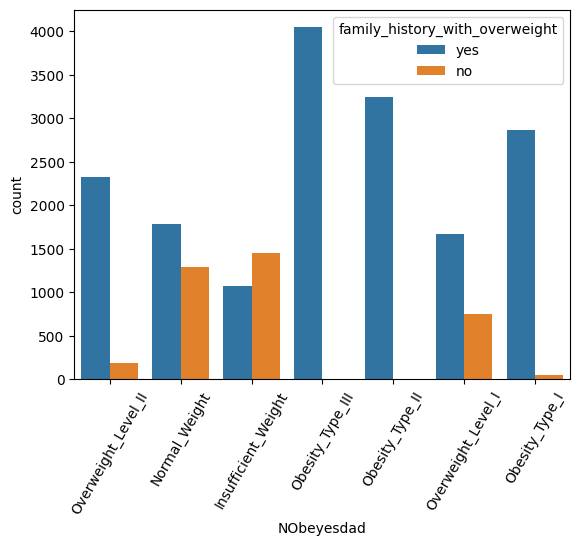 family_history_with_overweight
yes
no
count
4000
3500
3000
2500
2000
1500
1000
500
0
Overweight_Level_II
Normal_Weight
Insufficient_Weight
Obesity_Type_III
Obesity_Type_II
Overweight_Level_I
Obesity_Type_I
NObeyesdad